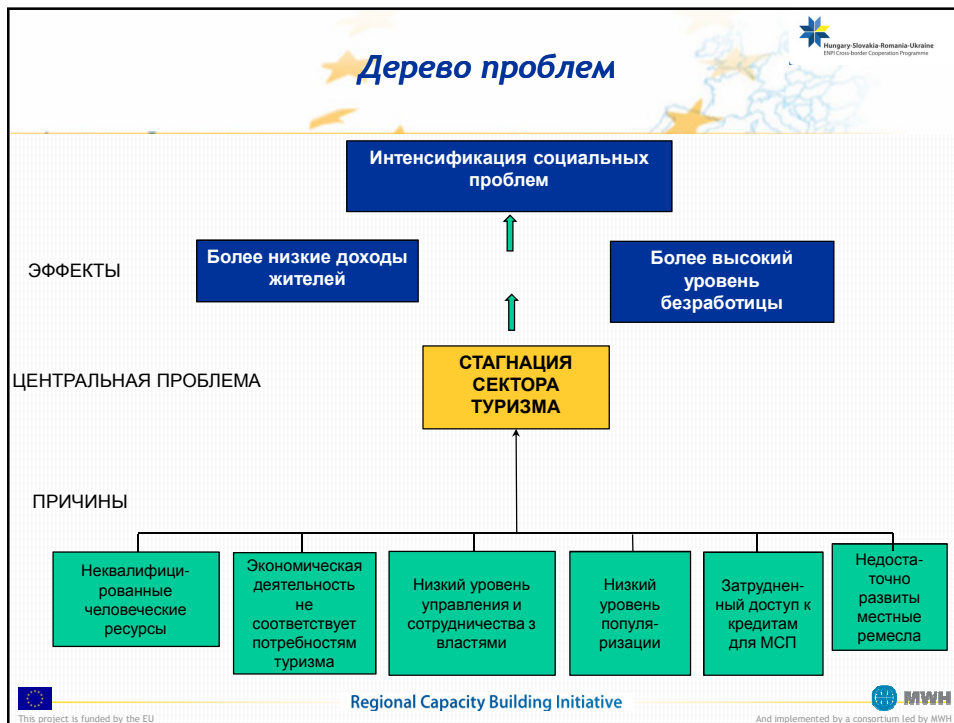 Hungary-Slovakia-Romania-Ukraine
ENPI Cross-border Cooperation Programme
Дерево проблем
Интенсификация социальных
проблем
ЭФФЕКТЫ
Более низкие доходы
жителей
Более высокий
уровень
безработицы
ЦЕНТРАЛЬНАЯ ПРОБЛЕМА
СТАГНАЦИЯ
СЕКТОРА
ТУРИЗМА
ПРИЧИНЫ
Неквалифици-
рованные
человеческие
ресурсы
Экономическая
деятельность
не
соответствует
потребностям
туризма
Низкий уровень
управления и
сотрудничества з
властями
Низкий
уровень
популя-
ризации
Затруднен-
ный доступ к
кредитам
для МСП
Недоста-
точно
развиты
местные
ремесла
Regional Capacity Building Initiative
MWH
This project is funded by the EU
And implemented by a consortium led by MWH